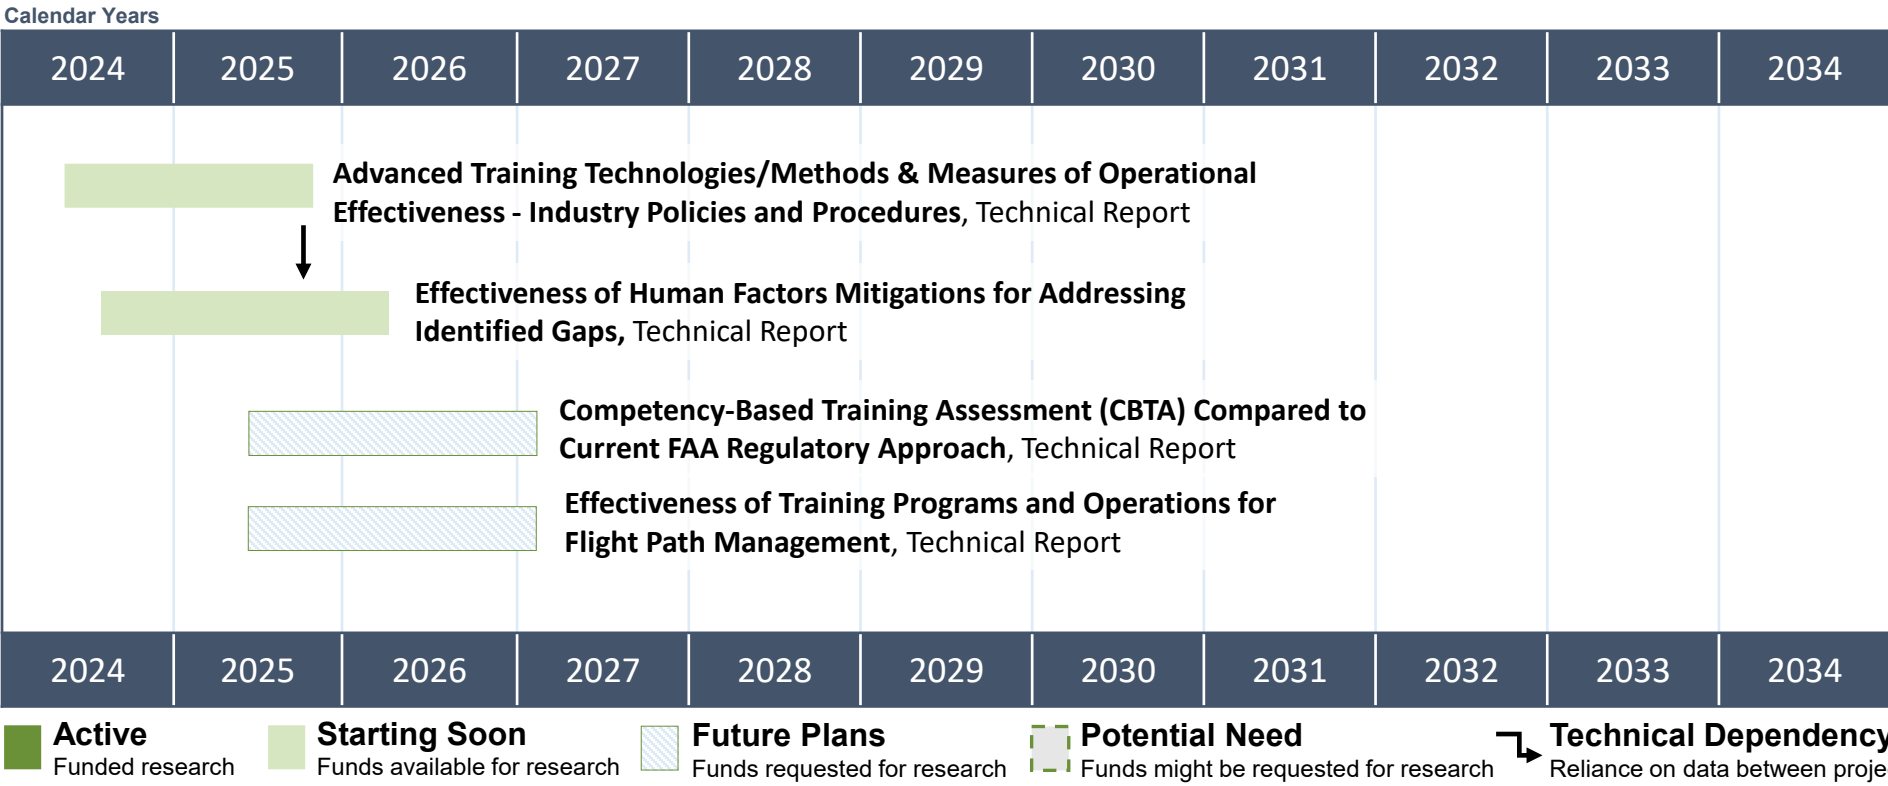 Calendar Years
2024 2025 2026 2027 2028 2029 2030 2031 2032 2033 2034
Advanced Training Technologies/Methods & Measures of Operational
Effectiveness - Industry Policies and Procedures, Technical Report
Effectiveness of Human Factors Mitigations for Addressing
Identified Gaps, Technical Report
Competency-Based Training Assessment (CBTA) Compared to
Current FAA Regulatory Approach, Technical Report
Effectiveness of Training Programs and Operations for
Flight Path Management, Technical Report
2024 2025 2026 2027 2028 2029 2030 2031 2032 2033 2034
Active Starting Soon Future Plans Potential Need Technical Dependency
Funded research Funds available for research Funds requested for research Funds might be requested for research Reliance on data between proje